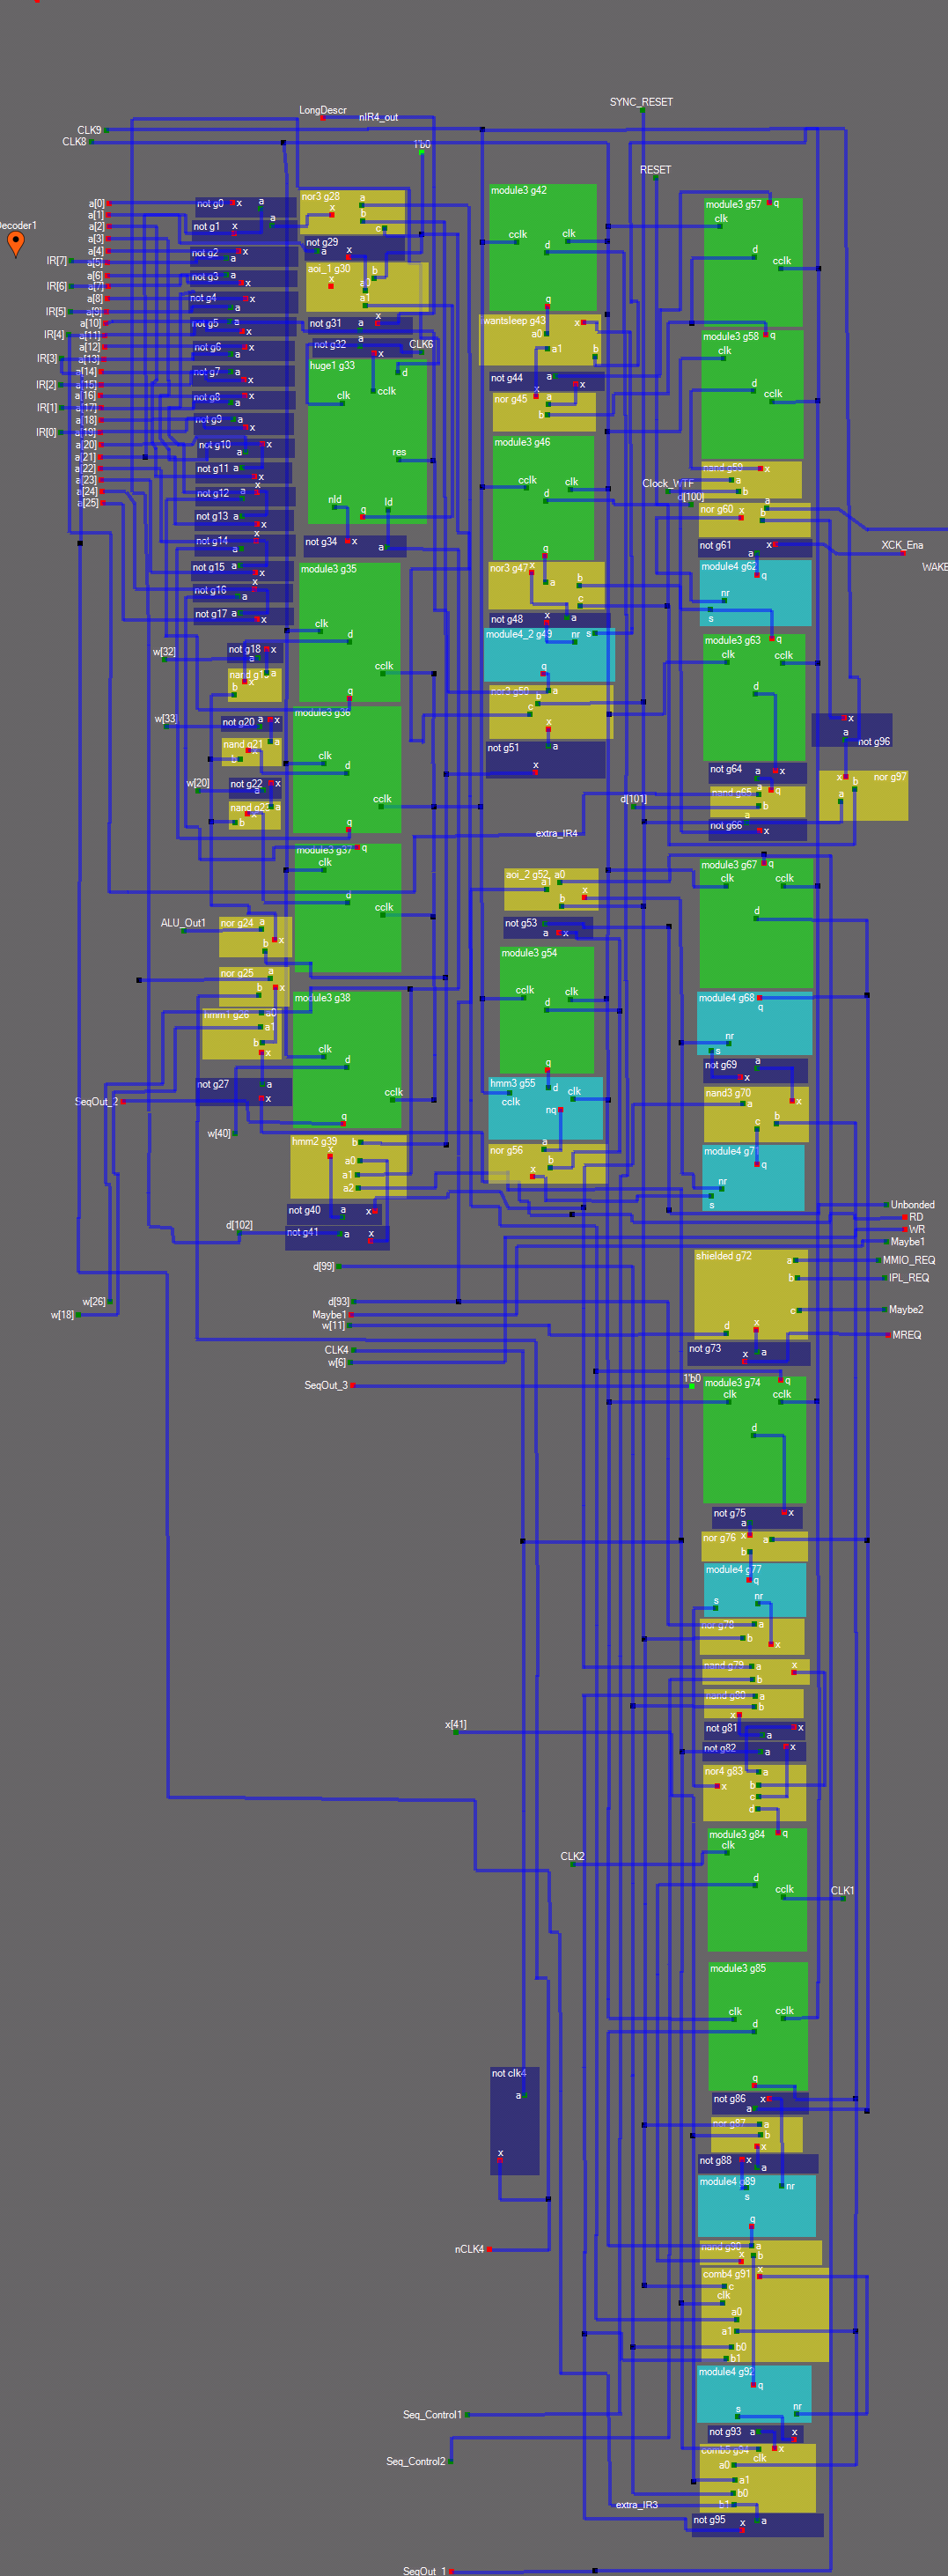 SYNC_RESET
LongDescr
nIR4_out
CLK9
CLK8
1'b0
RESET
Decoder1
a[0]
a[1]
a[2]
a[3]
a[4]
a[5]
IR[7]
a[6]
IR[6]
a[7]
a[8]
IR[5]
a[9]
a[10]
IR[4]
a[11]
a[12]
IR[3]
a[13]
a[14]
IR[2]
a[15]
a[16]
IR[1]
a[17]
a[18]
IR[0]
a[19]
a[20]
a[21]
a[22]
a[23]
a[24]
a[25]
not g0 x a
not g1 x a
not g2 x a
not g3 x a
not g4 x a
not g5 x a
not g6 x a
not g7 x a
not g8 x a
not g9 x a
not g10 x a
not g11 a x
not g12 x a
not g13 a x
not g14 x a
not g15 a x
not g16 x a
not g17 a x
w[32]
not g18 x a
b x
w[33]
not g20 a x
nand g21 a b x
w[20]
not g22 x a
a b x
ALU_Out1
nor g24 a x b
nor g25 a x b
hmm1 g26 a0 a1 b x
not g27 a x
SeqOut_2
w[40]
nor3 g28 a x b c
not g29 a x
aoi_1 g30 b x a0 a1
not g31 x a
not g32 x
CLK6
huge1 g33 d cclk clk res nld ld q
not g34 x a
module3 g35 clk d cclk q
module3 g36 clk d cclk q
module3 g37 q clk d cclk
module3 g38 clk d cclk q
hmm2 g39 b x a0 a1 a2
not g40 a x
d[102]
not g41 a x
d[99]
w[26]
w[18]
d[93]
Maybe1
w[11]
CLK4
w[6]
SeqOut_3
module3 g42 cclk clk d q
wantsleep g43 x a0 a1 b
not g44 a x
nor g45 x a b
module3 g46 cclk clk d q
nor3 g47 x a b c
not g48 x a
module4_2 g49 s nr q
nor3 g50 a b c x
not g51 a x
extra_IR4
aoi_2 g52 a0 a1 x b
not g53 a x
module3 g54 cclk clk d q
hmm3 g55 d clk cclk nq
nor g56 a b x
module3 g57 q clk d cclk
module3 g58 q clk d cclk
nand g59 x a b
Clock_WTF
d[100]
nor g60 x b a
not g61 x a
XCK_Ena
WAKE
module4 g62 q nr s
module3 g63 q clk cclk d
not g64 a x
nand g65 q a b
d[101]
not g66 a x
x a not g96
x b nor g97 a
module3 g67 q clk cclk d
module4 g68 q nr s
not g69 a x
nand3 g70 x a b c
module4 g7 q nr s
Unbonded
RD
WR
Maybe1
MMIO_REQ
IPL_REQ
Maybe2
MREQ
shielded g72 a b c d x
not g73 x a
1'b0
module3 g74 q clk cclk d
not g75 a x
nor g76 x a b
module4 g77 q s nr
nor g78 a b x
nand g79 a x b
nand g80 a b x
x[41]
not g81 x a
not g82 x a
nor4 g83 a x b c d
module3 g84 q clk d cclk
CLK2
CLK1
module3 g85 clk cclk d q
not clk4 a x
nCLK4
not g86 x a
nor g87 a b x
not g88 x a
module4 g89 s nr q
nand g90 a x b
comb4 g91 x c clk a0 a1 b0 b1
module4 g92 q s nr
Seq_Control1
not g93 a x
Seq_Control2
comb5 g94 x clk a0 a1 b0 b1
extra_IR3
not g95 x a
SeqOut_1